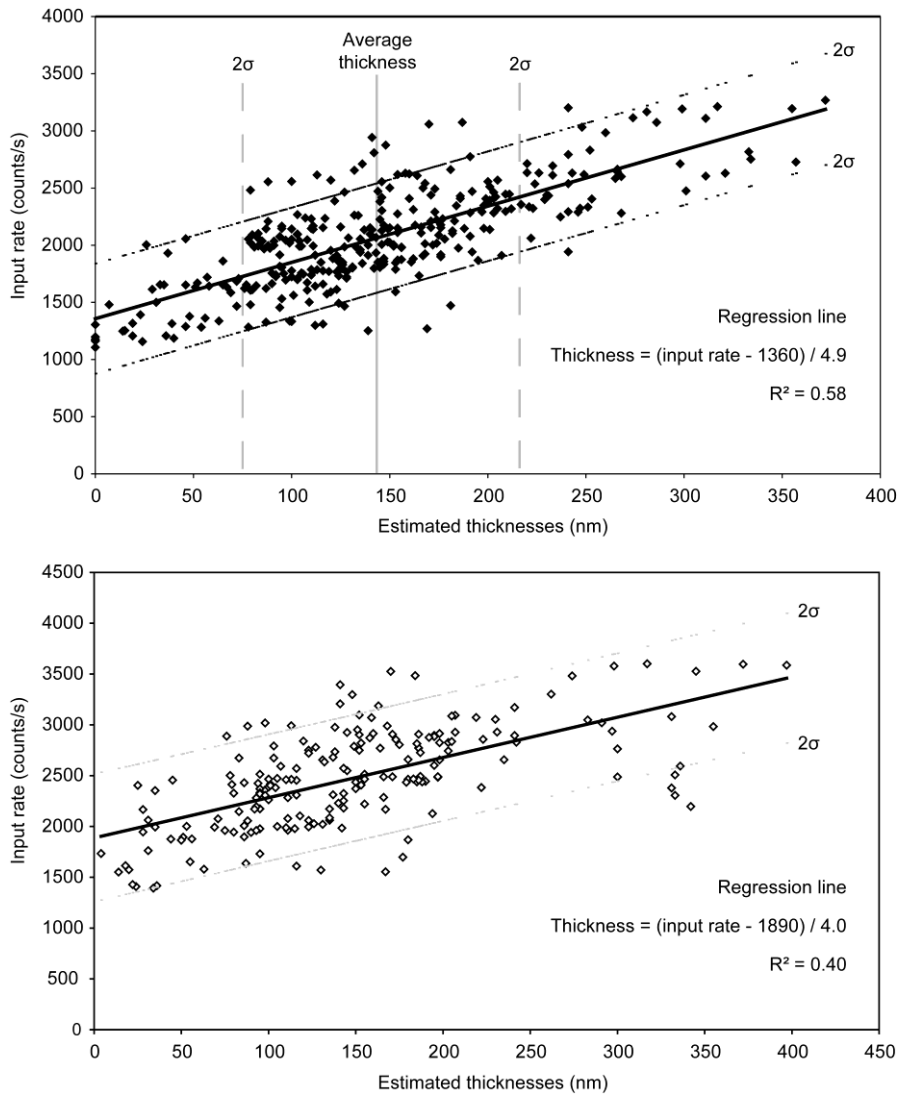 4000
3500
3000
2500
2000
1500
1000
500
0
Input rate (counts/s)
2σ
Average
thickness
2σ
2σ
2σ
Regression line
Thickness = (input rate - 1360) / 4.9
R² = 0.58
0 50 100 150 200 250 300 350 400
Estimated thicknesses (nm)
4500
4000
3500
3000
2500
2000
1500
1000
500
0
Input rate (counts/s)
2σ
2σ
Regression line
Thickness = (input rate - 1890) / 4.0
R² = 0.40
0 50 100 150 200 250 300 350 400 450
Estimated thicknesses (nm)